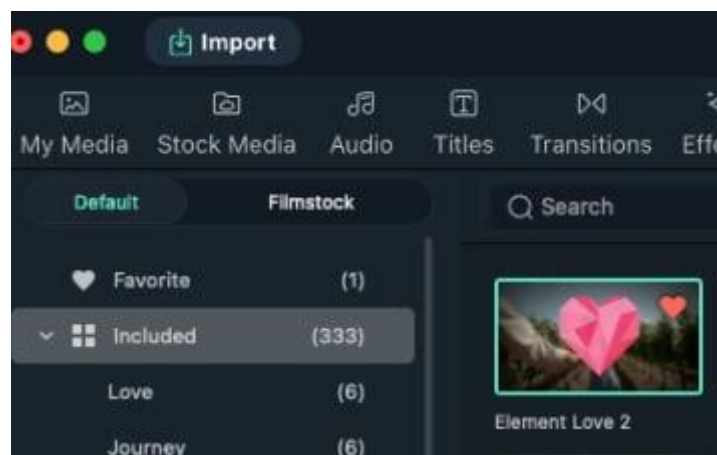 Import
My Media Stock Media Audio Titles Transitions
Default Filmstock
Search
Favorite (1)
Included (333)
Love (6)
Element Love 2
Journey (6)